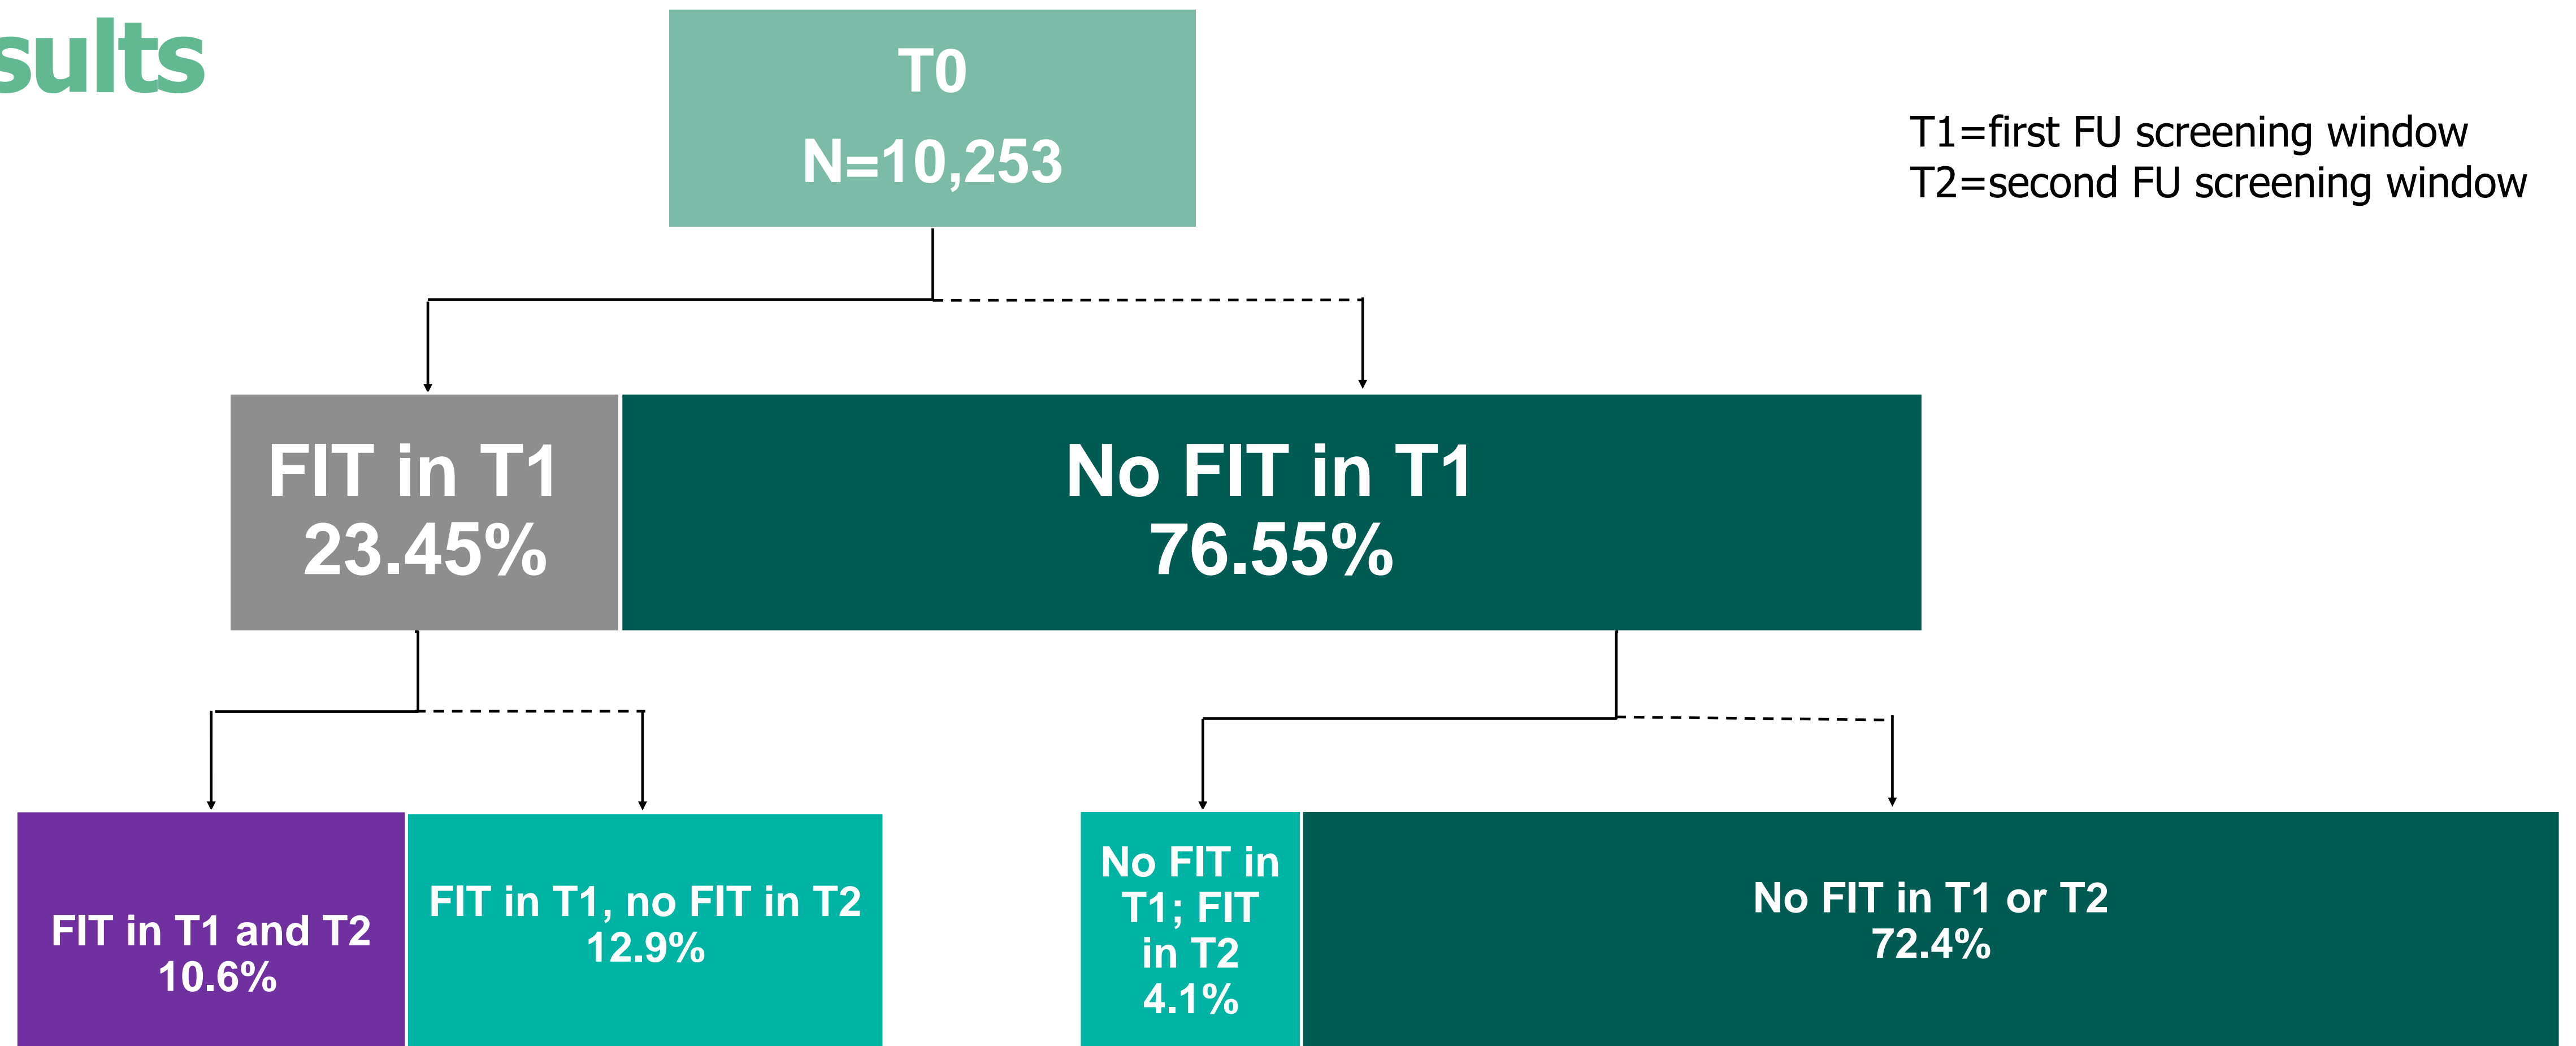 sults
T0
N=10,253
T1=first FU screening window
T2=second FU screening window
FIT in T1
23.45%
No FIT in T1
76.55%
FIT in T1 and T2
10.6%
FIT in T1, no FIT in T2
12.9%
No FIT in
T1; FIT
in T2
4.1%
No FIT in T1 or T2
72.4%